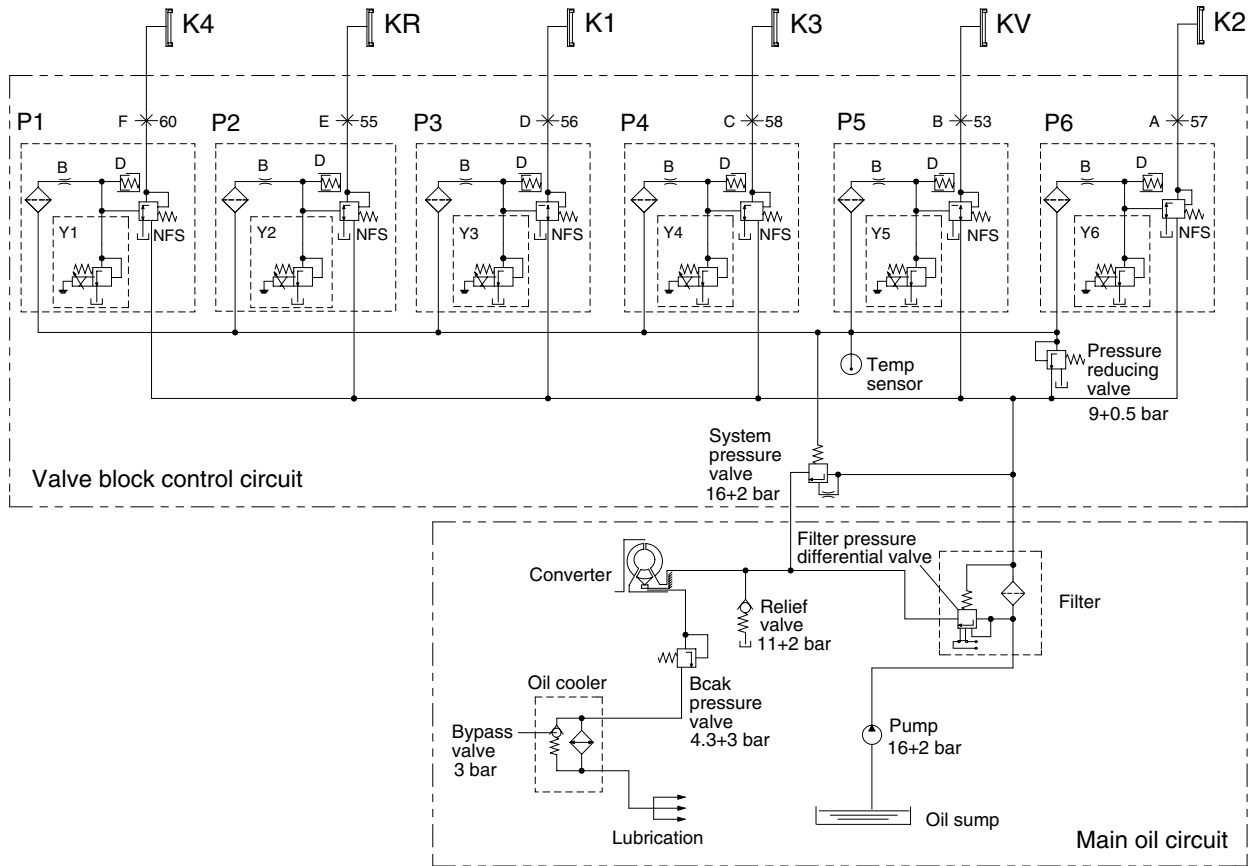 K4 KR K1 K3 KV K2
P1 F 60 P2 E 55 P3 D 56 P4 C 58 P5 B 53 P6 A 57
B D B D B D B D B D B D
Y1 NFS Y2 NFS Y3 NFS Y4 NFS Y5 NFS Y6 NFS
Temp
sensor
Pressure
reducing
valve
9+0.5 bar
System
pressure
valve
16+2 bar
Valve block control circuit
Filter pressure
differential valve
Converter
Relief
valve
11+2 bar
Filter
Oil cooler
Bcak
pressure
valve
4.3+3 bar
Bypass
valve
3 bar
Pump
16+2 bar
Lubrication
Oil sump
Main oil circuit